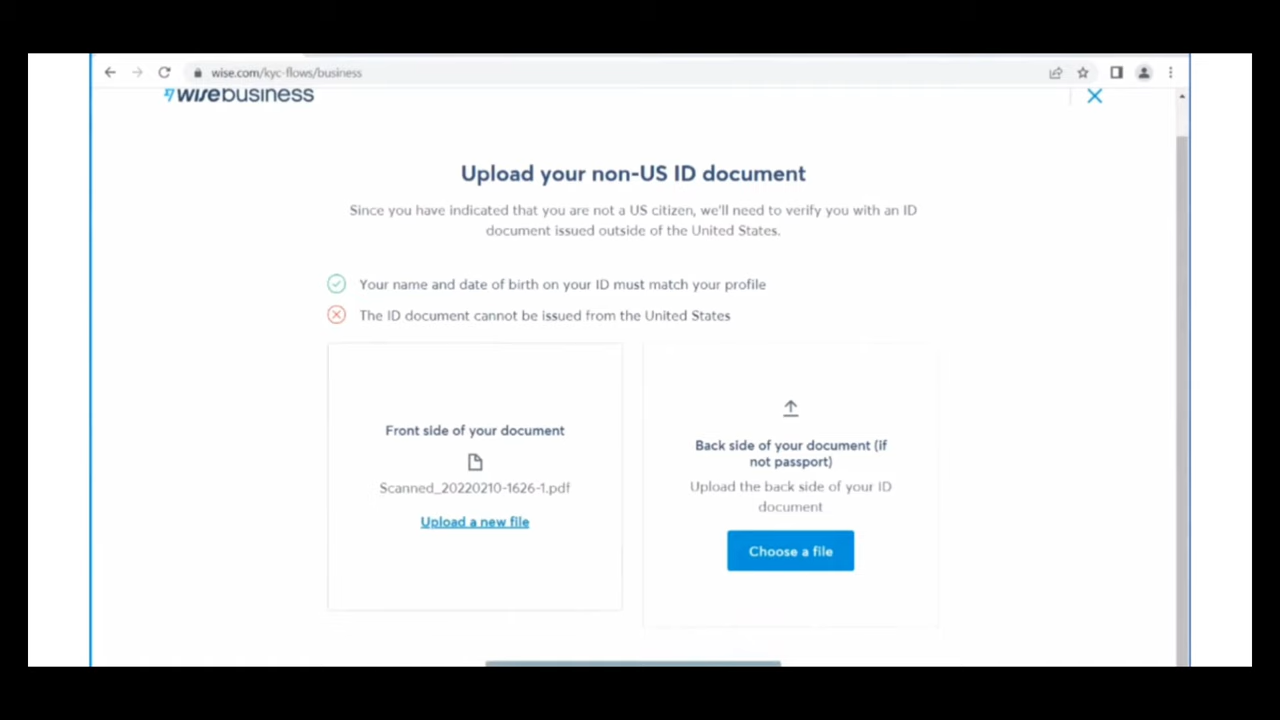 wise.com/kyc-flows/business
wisebusiness
Upload your non-US ID document
Since you have indicated that you are not a US citizen, we'll need to verify you with an ID
document issued outside of the United States.
Your name and date of birth on your ID must match your profile
The ID document cannot be issued from the United States
Front side of your document
Scanned_20220210-1626-1.pdf
Upload a new file
Back side of your document (if
not passport)
Upload the back side of your ID
document
Choose a file